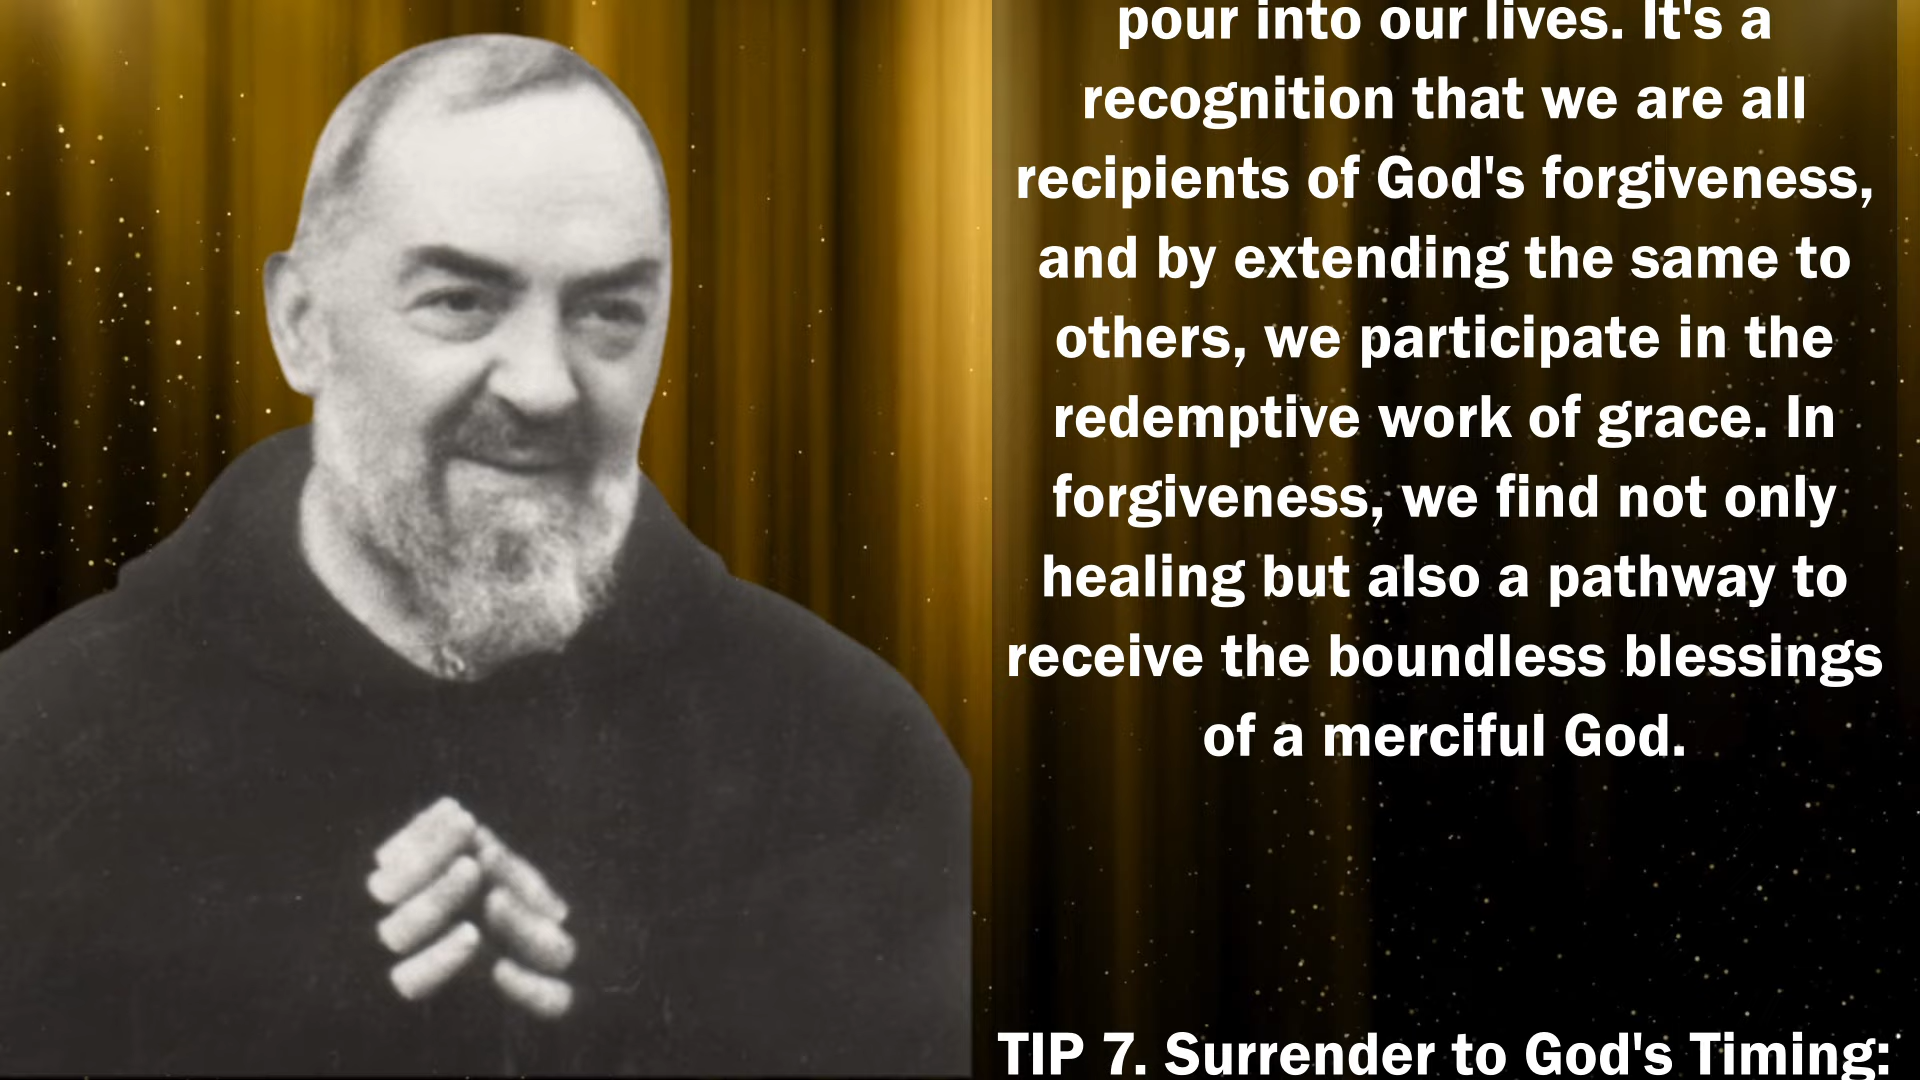 pour into our lives. It's a
recognition that we are all
recipients of God's forgiveness,
and by extending the same to
others, we participate in the
redemptive work of grace. In
forgiveness, we find not only
healing but also a pathway to
receive the boundless blessings
of a merciful God.
TIP 7. Surrender to God's Timing: